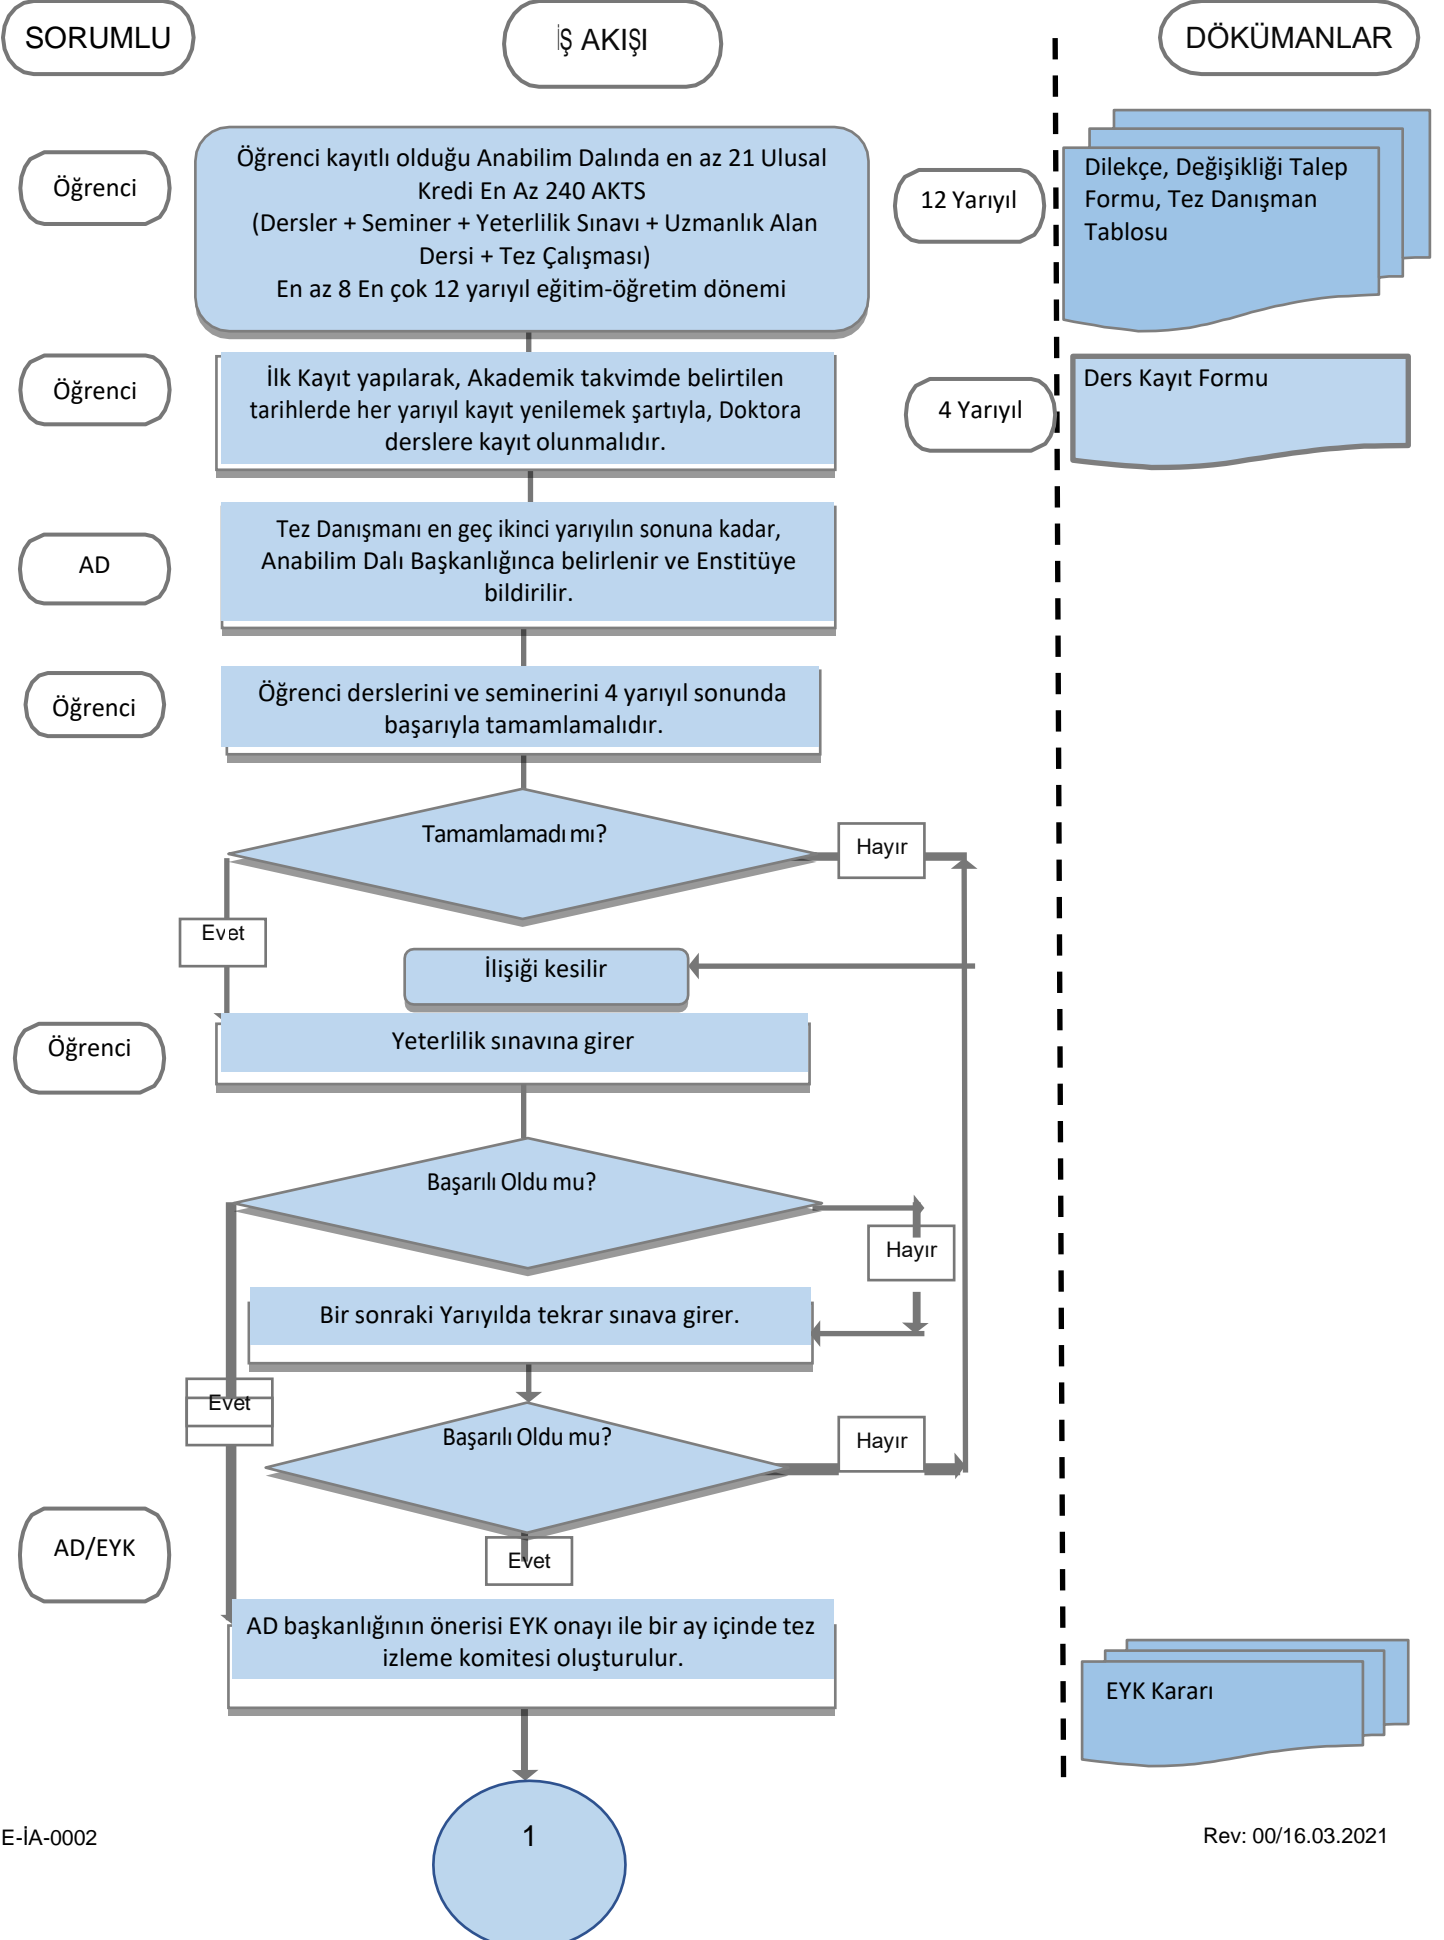 SORUMLU
İŞ AKIŞI
DÖKÜMANLAR
Öğrenci
Öğrenci kayıtlı olduğu Anabilim Dalında en az 21 Ulusal
Kredi En Az 240 AKTS
(Dersler + Seminer + Yeterlilik Sınavı + Uzmanlık Alan
Dersi + Tez Çalışması)
En az 8 En çok 12 yarıyıl eğitim-öğretim dönemi
12 Yarıyıl
Dilekçe, Değişikliği Talep
Formu, Tez Danışman
Tablosu
Öğrenci
İlk Kayıt yapılarak, Akademik takvimde belirtilen
tarihlerde her yarıyıl kayıt yenilemek şartıyla, Doktora
derslere kayıt olunmalıdır.
4 Yarıyıl
Ders Kayıt Formu
AD
Tez Danışmanı en geç ikinci yarıyılın sonuna kadar,
Anabilim Dalı Başkanlığınca belirlenir ve Enstitüye
bildirilir.
Öğrenci
Öğrenci derslerini ve seminerini 4 yarıyıl sonunda
başarıyla tamamlamalıdır.
Tamamlamadı mı?
Hayır
Evet
İlişiği kesilir
Öğrenci
Yeterlilik sınavına girer
Başarılı Oldu mu?
Hayır
Bir sonraki Yarıyılda tekrar sınava girer.
Evet
Başarılı Oldu mu?
Hayır
AD/EYK
Evet
AD başkanlığının önerisi EYK onayı ile bir ay içinde tez
izleme komitesi oluşturulur.
EYK Kararı
1
E-İA-0002
Rev: 00/16.03.2021